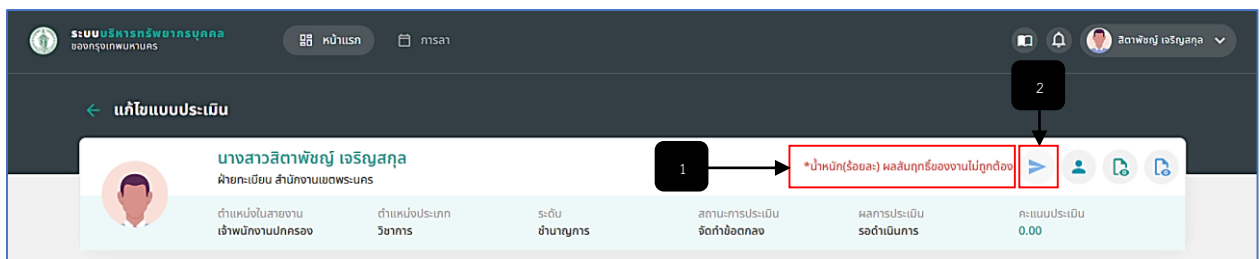 ระบบบริหารทรัพยากรบุคคล
ของกรุงเทพมหานคร
หน้าแรก
การลา
สิตาพัชญ์ เจริญสกุล
2
แก้ไขแบบประเมิน
นางสาวสิตาพัชญ์ เจริญสกุล
ฝ่ายทะเบียน สำนักงานเขตพระนคร
1
*น้ำหนัก(ร้อยละ) ผลสัมฤทธิ์ของงานไม่ถูกต้อง
ตำแหน่งในสายงาน ตำแหน่งประเภท ระดับ สถานะการประเมิน ผลการประเมิน คะแนนประเมิน
เจ้าพนักงานปกครอง วิชาการ ชำนาญการ จัดทำข้อตกลง รอดำเนินการ 0.00